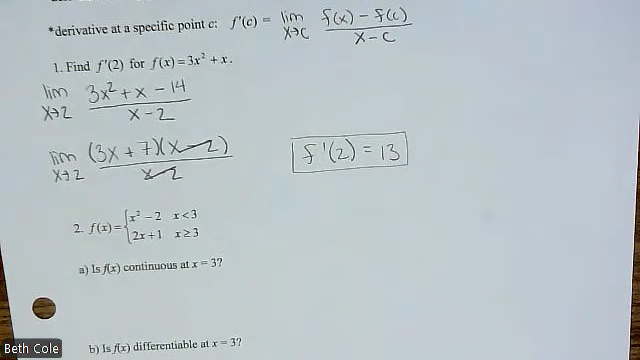 *derivative at a specific point c: f'(c) = lim x→c f(x) - f(c) / x - c
1. Find f'(2) for f(x) = 3x² + x.
lim x→2 3x² + x - 14 / x - 2
lim x→2 (3x + 7)(x - 2) / x - 2
f'(2) = 13
2. f(x) = { x² - 2 x < 3
2x + 1 x ≥ 3
a) Is f(x) continuous at x = 3?
b) Is f(x) differentiable at x = 3?
Beth Cole